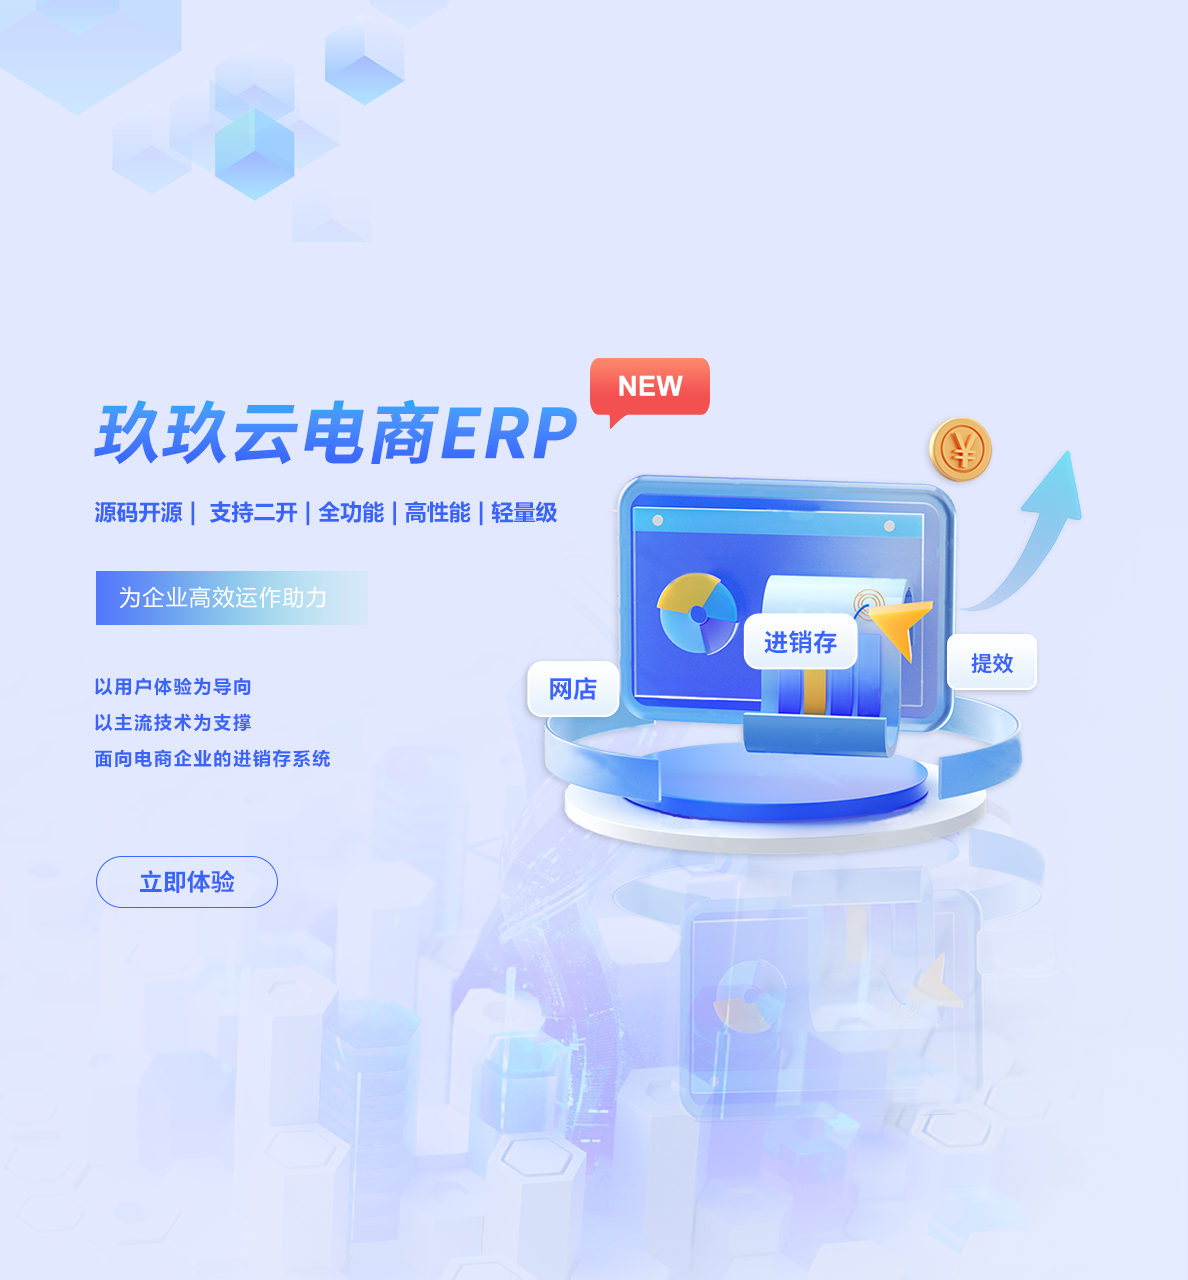 NEW
玖玖云电商ERP
源码开源 | 支持二开 | 全功能 | 高性能 | 轻量级
为企业高效运作助力
进销存
提效
网店
以用户体验为导向
以主流技术为支撑
面向电商企业的进销存系统
立即体验